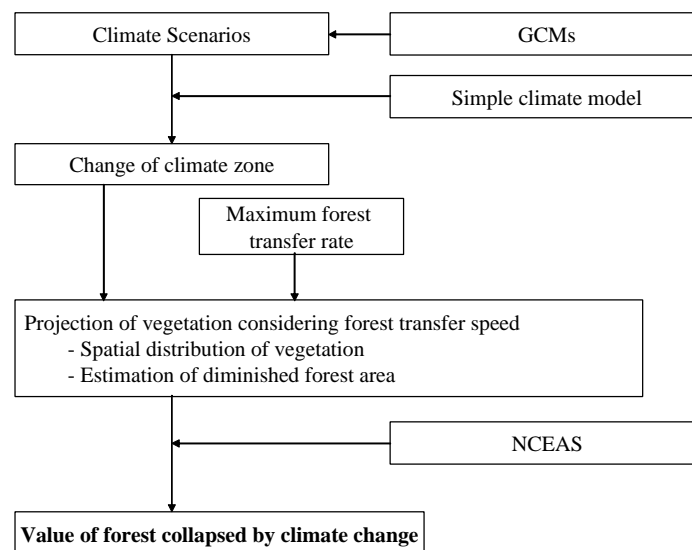 Climate Scenarios
GCMs
Simple climate model
Change of climate zone
Maximum forest
transfer rate
Projection of vegetation considering forest transfer speed
- Spatial distribution of vegetation
- Estimation of diminished forest area
NCEAS
Value of forest collapsed by climate change